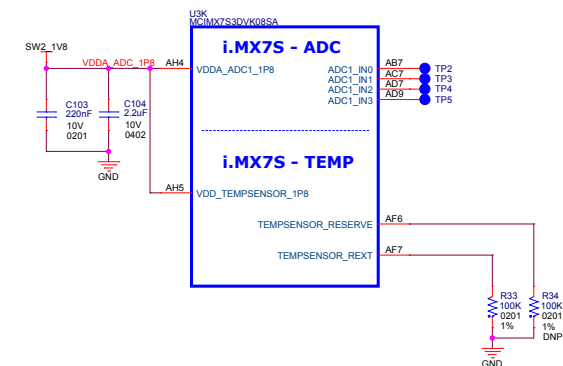 U3K
MCIMX7S3DVK08SA
SW2_1V8
VDDA_ADC_1P8
AH4
VDDA_ADC1_1P8
i.MX7S - ADC
ADC1_IN0
ADC1_IN1
ADC1_IN2
ADC1_IN3
AB7
AC7
AD7
AD9
TP2
TP3
TP4
TP5
C103
220nF
10V
0201
C104
2.2uF
10V
0402
GND
i.MX7S - TEMP
AH5
VDD_TEMPSENSOR_1P8
TEMPSENSOR_RESERVE
AF6
TEMPSENSOR_REXT
AF7
R33
100K
0201
1%
R34
100K
0201
1%
DNP
GND